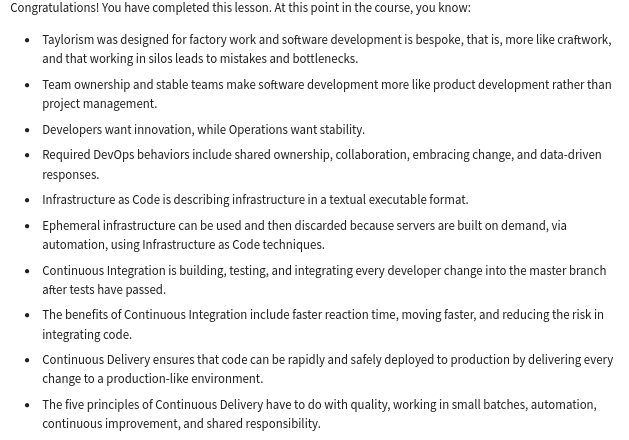 Congratulations! You have completed this lesson. At this point in the course, you know:
• Taylorism was designed for factory work and software development is bespoke, that is, more like craftwork,
and that working in silos leads to mistakes and bottlenecks.
• Team ownership and stable teams make software development more like product development rather than
project management.
• Developers want innovation, while Operations want stability.
• Required DevOps behaviors include shared ownership, collaboration, embracing change, and data-driven
responses.
• Infrastructure as Code is describing infrastructure in a textual executable format.
• Ephemeral infrastructure can be used and then discarded because servers are built on demand, via
automation, using Infrastructure as Code techniques.
• Continuous Integration is building, testing, and integrating every developer change into the master branch
after tests have passed.
• The benefits of Continuous Integration include faster reaction time, moving faster, and reducing the risk in
integrating code.
• Continuous Delivery ensures that code can be rapidly and safely deployed to production by delivering every
change to a production-like environment.
• The five principles of Continuous Delivery have to do with quality, working in small batches, automation,
continuous improvement, and shared responsibility.